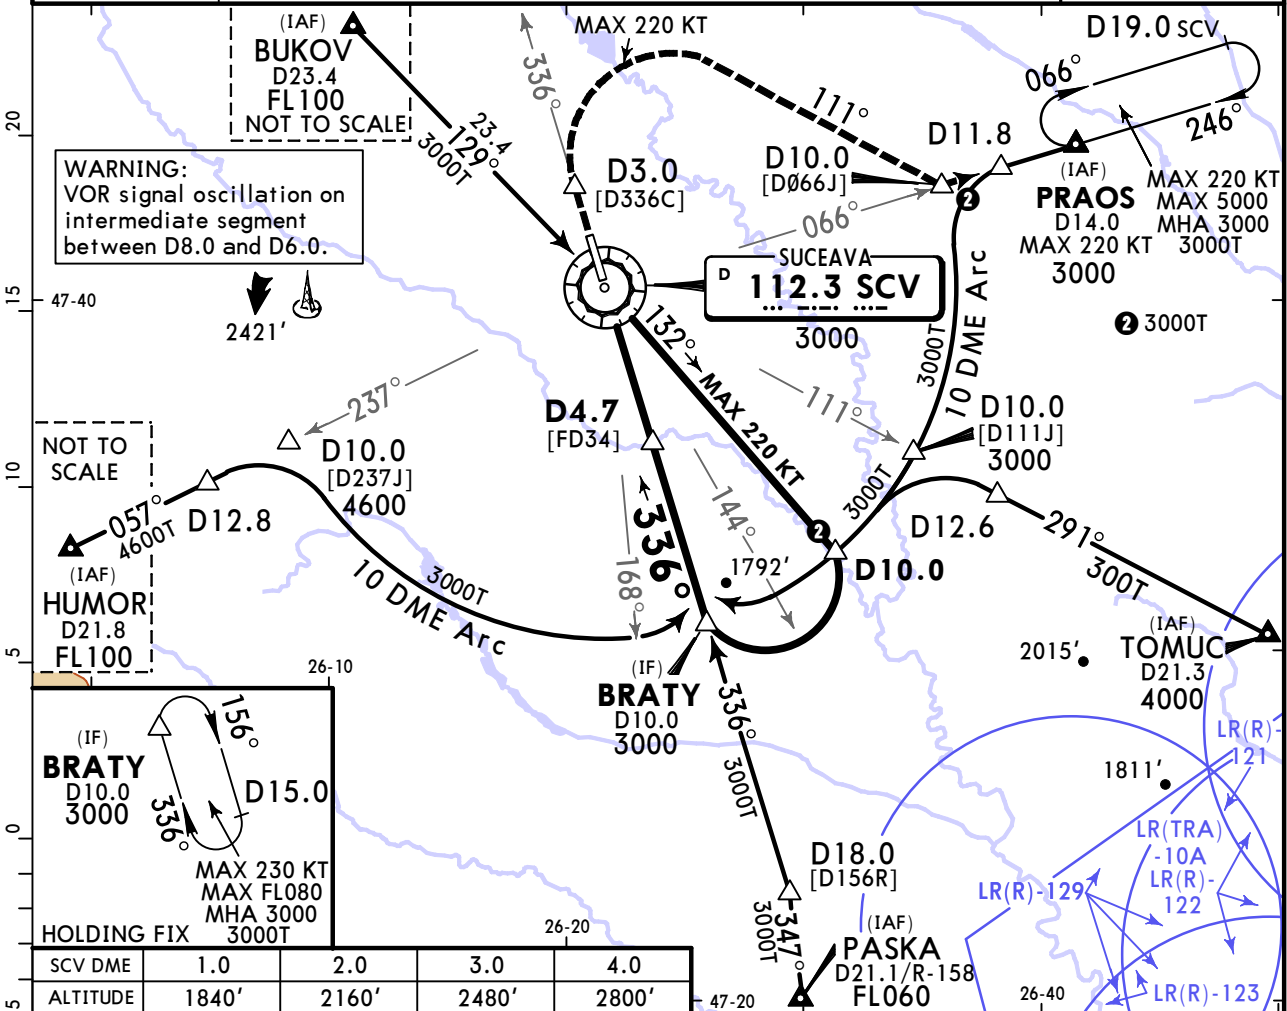 (IAF)
BUKOV
D23.4
FL100
NOT TO SCALE
MAX 220 KT
336°
23.4
129°
3000T
111°
D19.0 SCV
066°
246°
D11.8
D10.0
[DØ66J]
066°
D3.0
[D336C]
(IAF)
PRAOS
D14.0
MAX 220 KT
3000
MAX 220 KT
MAX 5000
MHA 3000
3000T
2
WARNING:
VOR signal oscillation on
intermediate segment
between D8.0 and D6.0.
2421'
20
15
10
5
0
5
47-40
SUCEAVA
D
112.3 SCV
3000
2 3000T
132°
MAX 220 KT
3000T
10 DME Arc
111°
D10.0
[D111J]
3000
237°
D10.0
[D237J]
4600
D4.7
[FD34]
NOT TO
SCALE
057°
4600T
D12.8
(IAF)
HUMOR
D21.8
FL100
3000T
10 DME Arc
168°
336°
144°
1792'
2
D10.0
3000T
D12.6
291°
300T
(IAF)
TOMUC
D21.3
4000
2015'
1811'
26-10
(IF)
BRATY
D10.0
3000
336°
3000T
(IF)
BRATY
D10.0
3000
156°
336°
D15.0
MAX 230 KT
MAX FL080
MHA 3000
3000T
HOLDING FIX
D18.0
[D156R]
347°
3000T
(IAF)
PASKA
D21.1/R-158
FL060
26-20
47-20
26-40
LR(R)-
121
LR(TRA)
-10A
LR(R)-
122
LR(R)-129
LR(R)-123
SCV DME 1.0 2.0 3.0 4.0
ALTITUDE 1840' 2160' 2480' 2800'